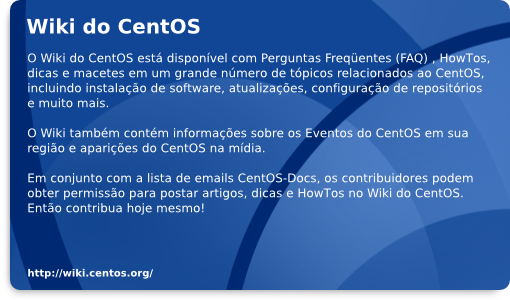 Wiki do CentOS
O Wiki do CentOS está disponível com Perguntas Freqüentes (FAQ) , HowTos,
dicas e macetes em um grande número de tópicos relacionados ao CentOS,
incluindo instalação de software, atualizações, configuração de repositórios
e muito mais.
O Wiki também contém informações sobre os Eventos do CentOS em sua
região e aparições do CentOS na mídia.
Em conjunto com a lista de emails CentOS-Docs, os contribuidores podem
obter permissão para postar artigos, dicas e HowTos no Wiki do CentOS.
Então contribua hoje mesmo!
http://wiki.centos.org/